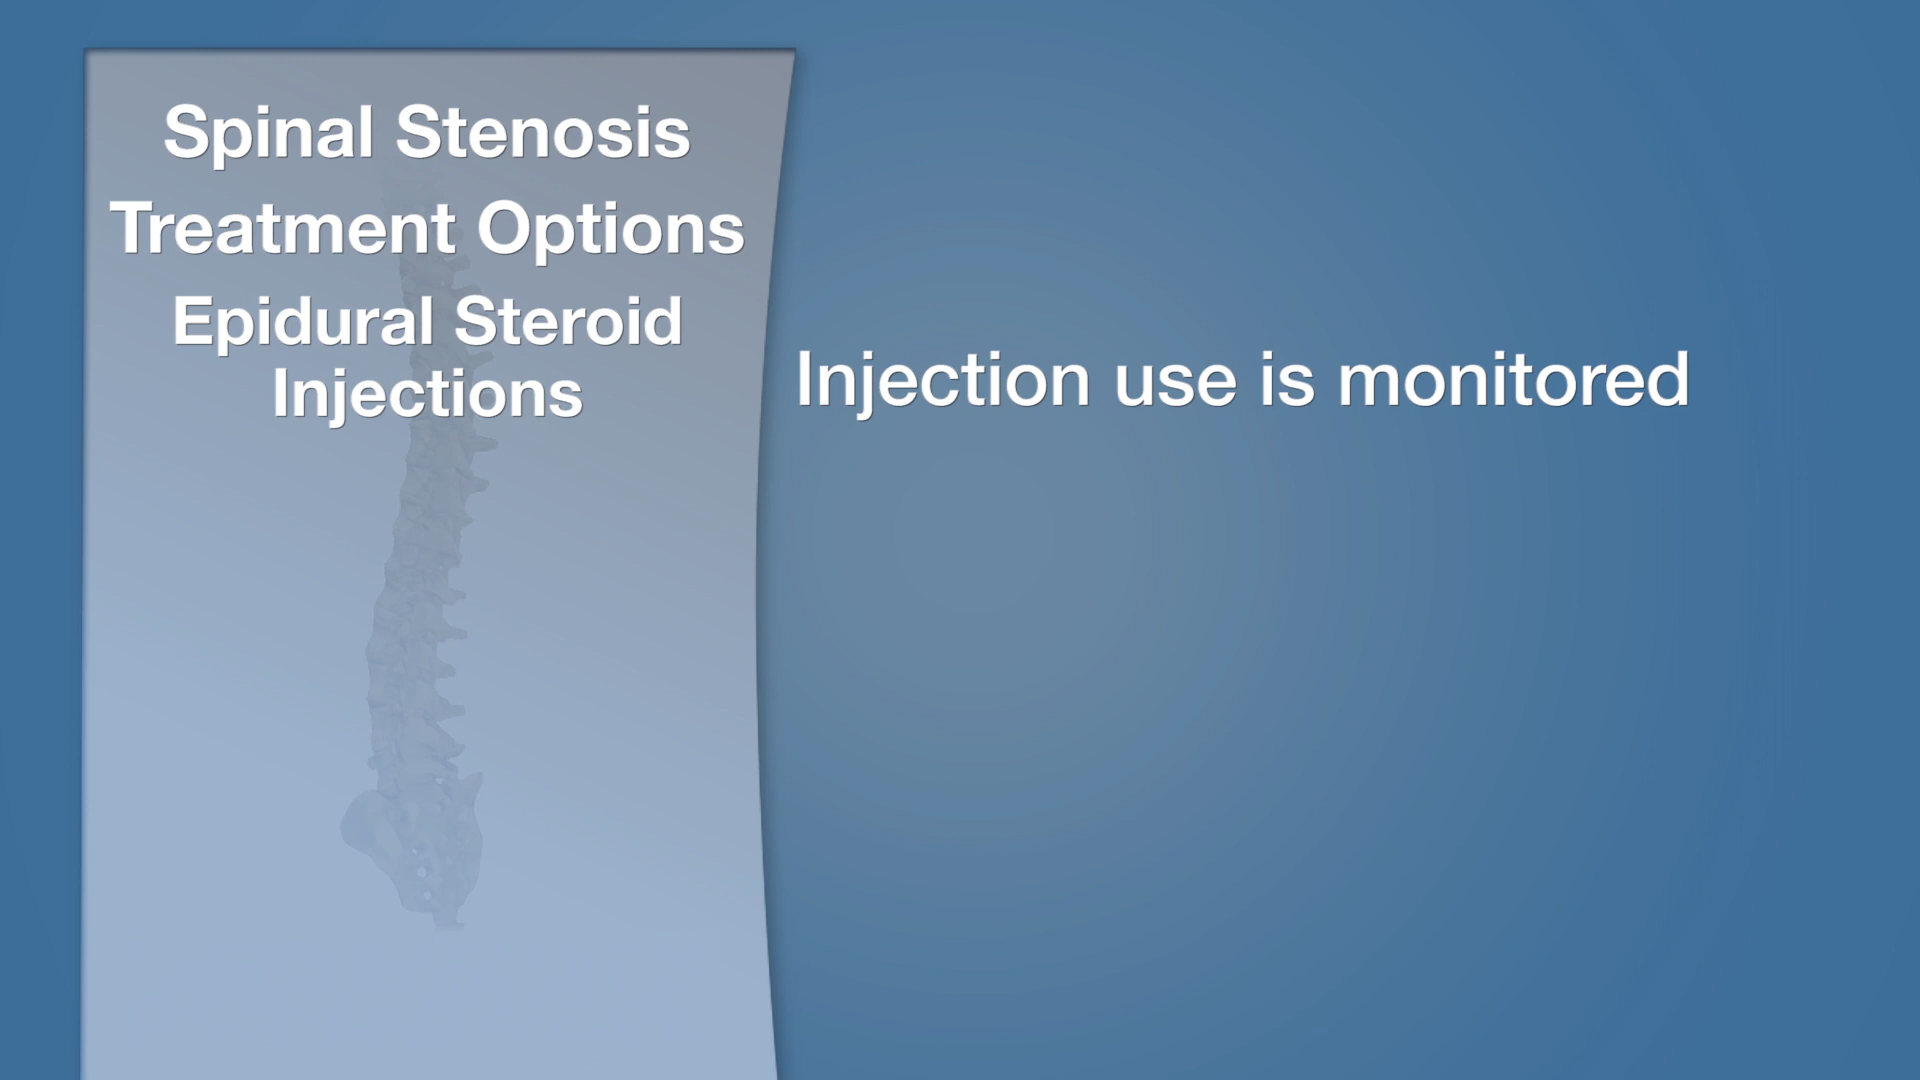 Spinal Stenosis
Treatment Options
Epidural Steroid
Injections
Injection use is monitored